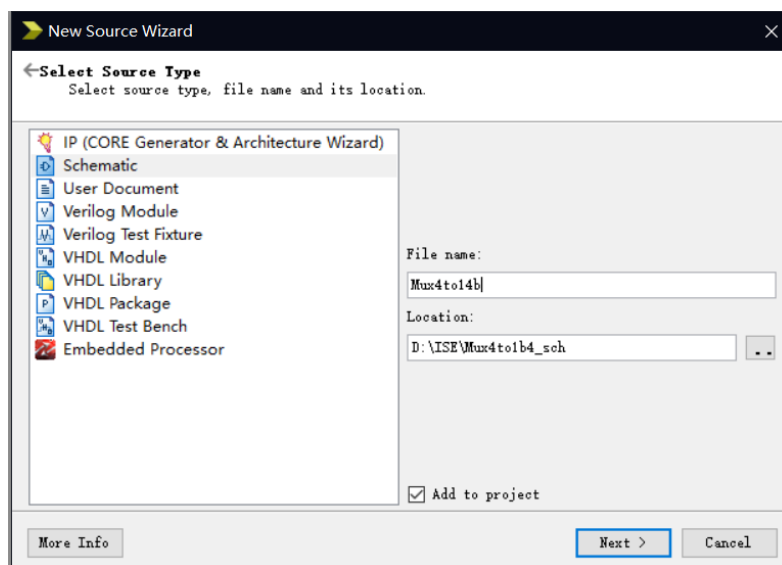 New Source Wizard
Select Source Type
Select source type, file name and its location.
IP (CORE Generator & Architecture Wizard)
Schematic
User Document
Verilog Module
Verilog Test Fixture
VHDL Module
VHDL Library
VHDL Package
VHDL Test Bench
Embedded Processor
File name:
Mux4to14b
Location:
D:\ISE\Mux4to1b4_sch
..
Add to project
More Info
Next >
Cancel